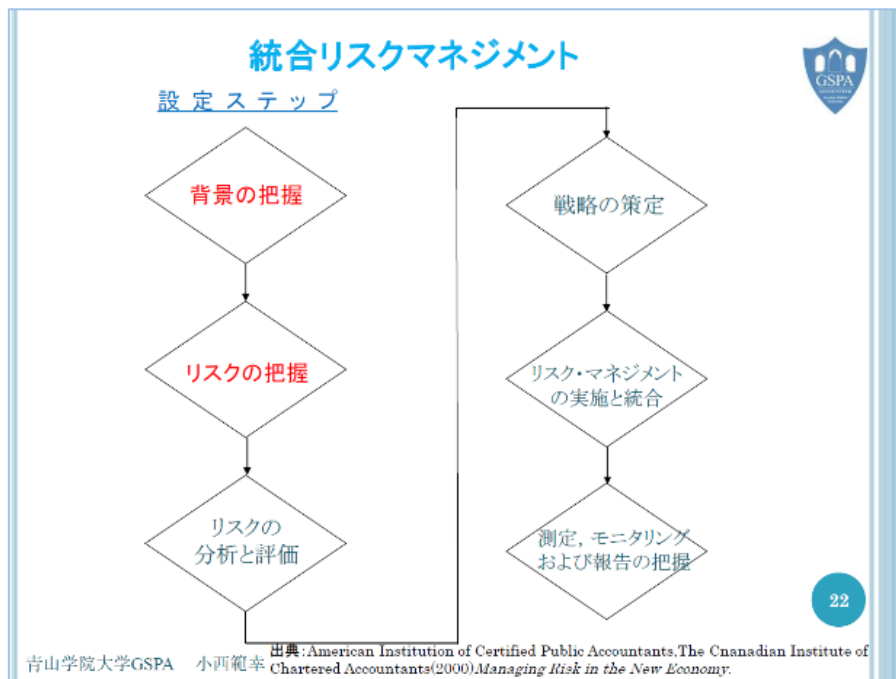 統合リスクマネジメント
GSPA
設定ステップ
背景の把握
リスクの把握
リスクの
分析と評価
戦略の策定
リスク・マネジメント
の実施と統合
測定, モニタリング
および報告の把握
22
青山学院大学GSPA 小西範幸
出典:American Institution of Certified Public Accountants,The Cnanadian Institute of
Chartered Accountants(2000)Managing Risk in the New Economy.